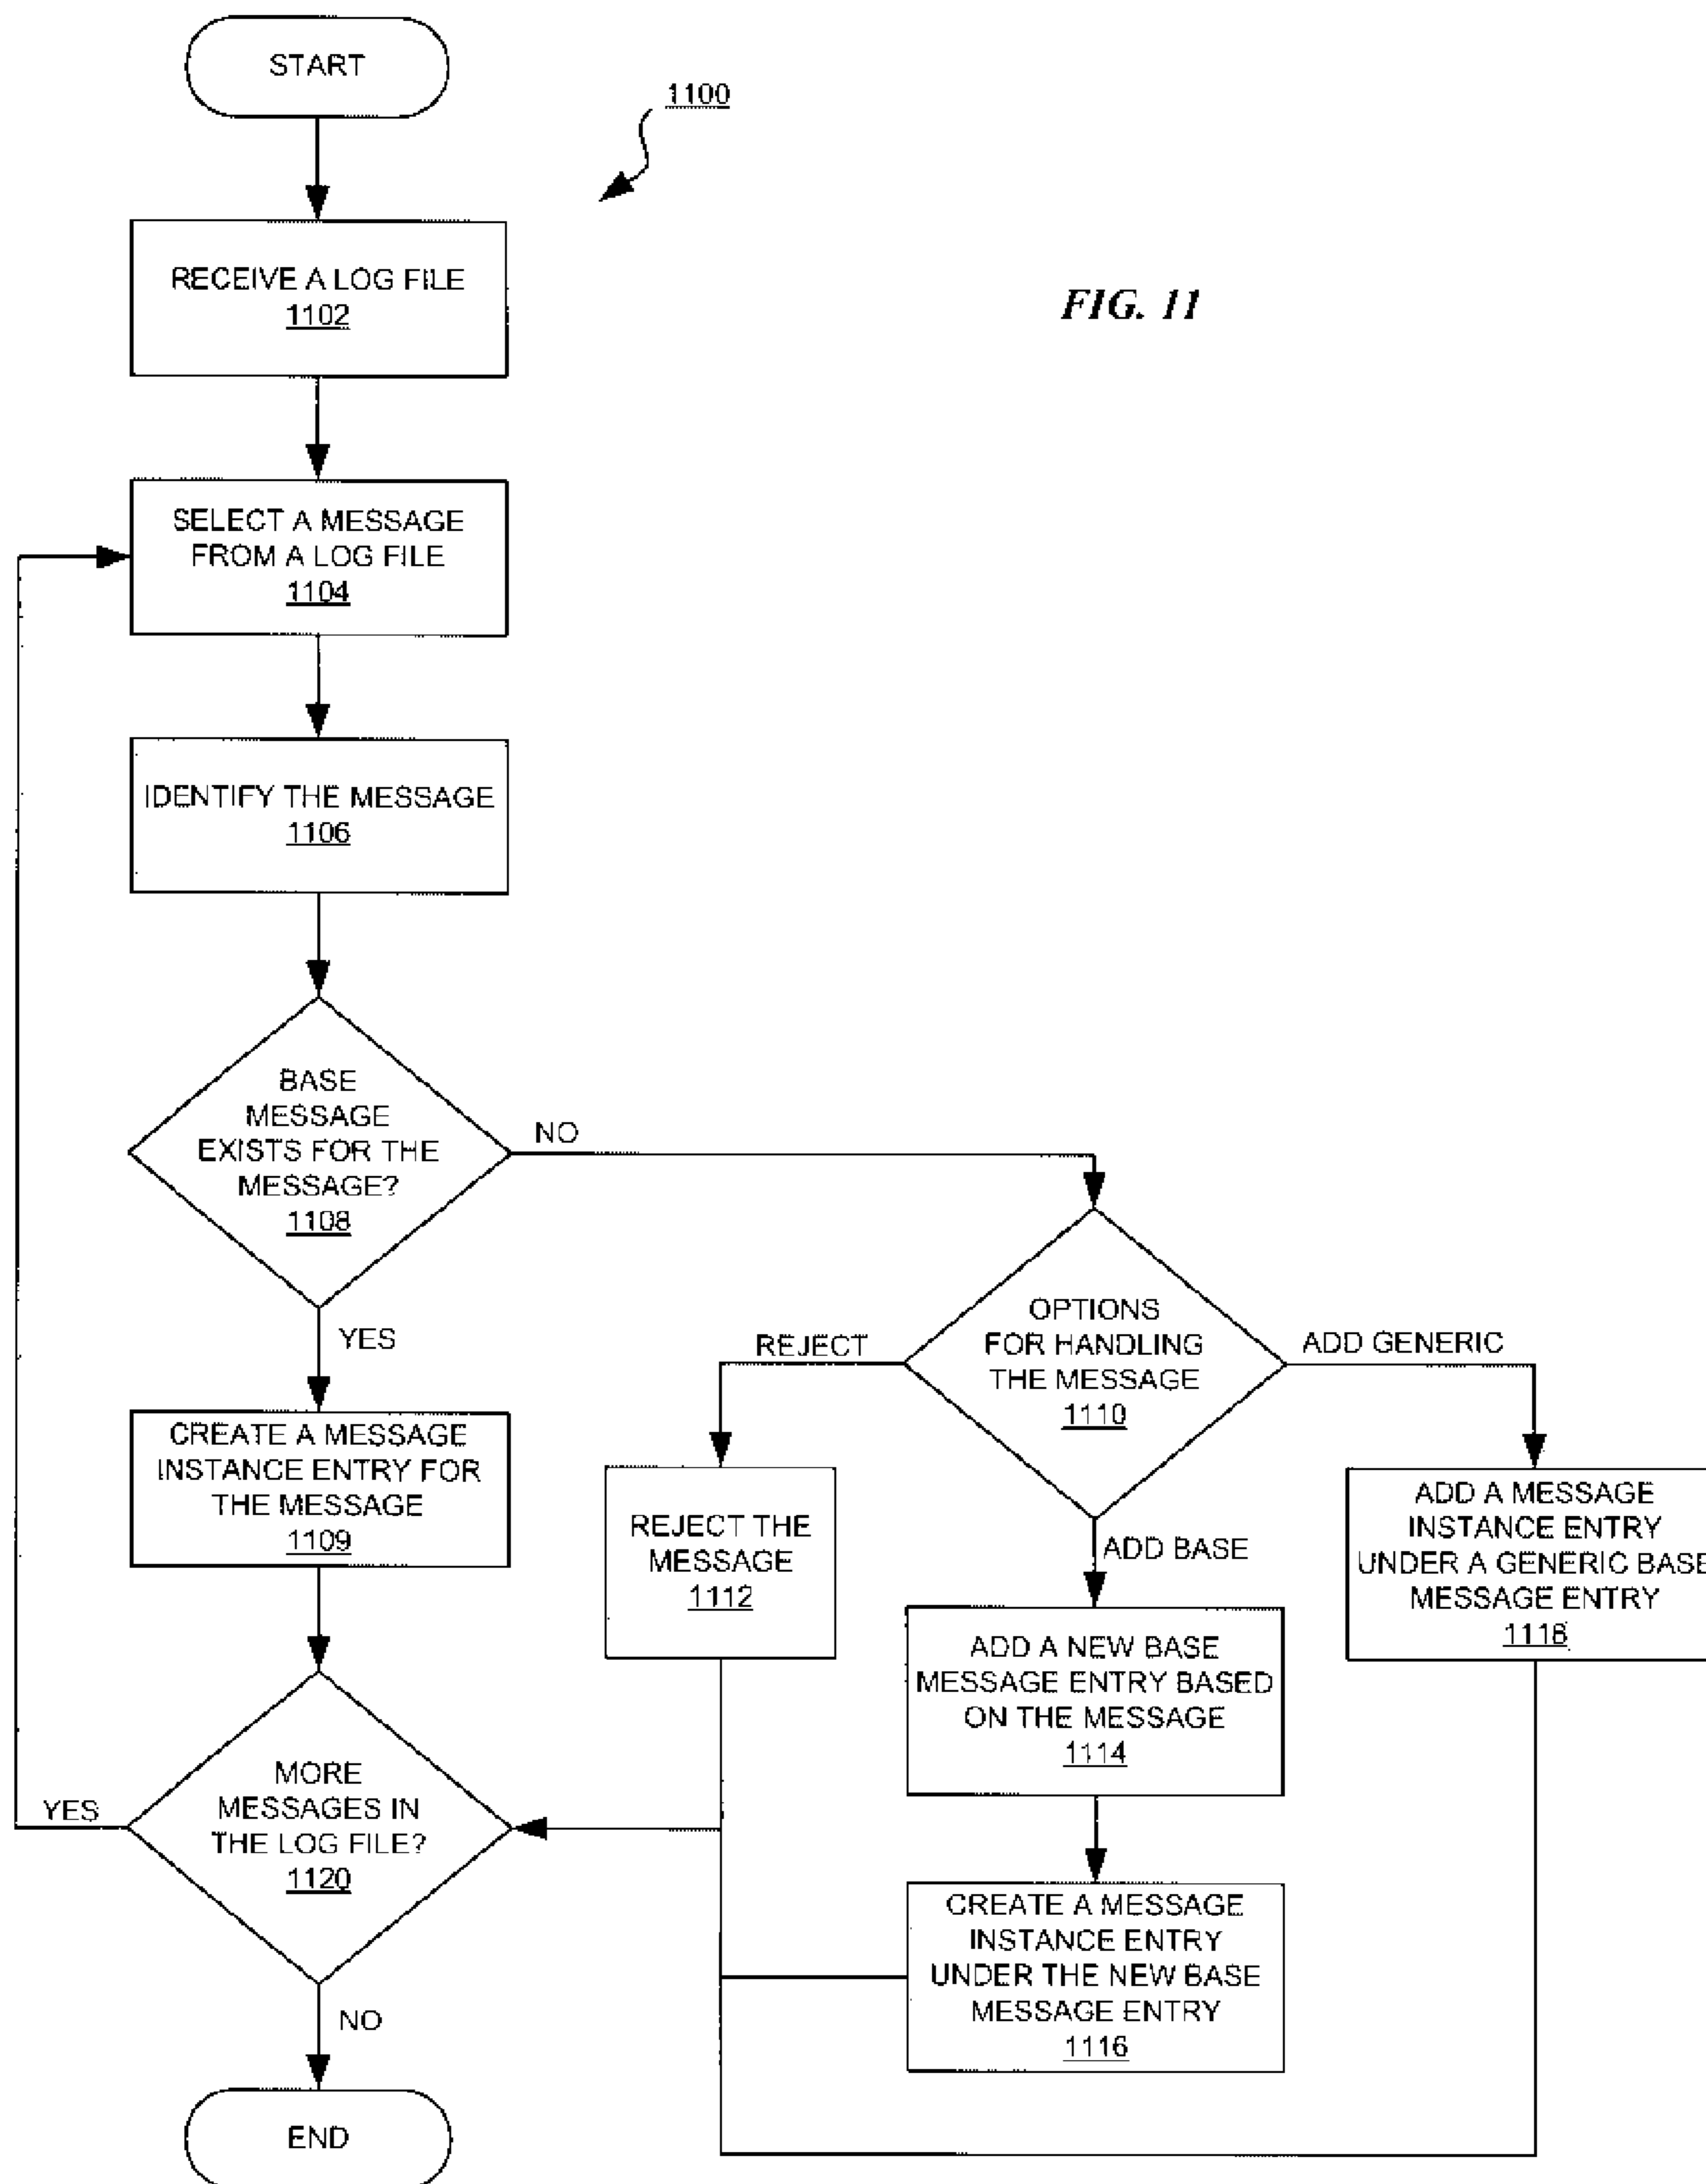 START
1100
RECEIVE A LOG FILE
1102
FIG. 11
SELECT A MESSAGE
FROM A LOG FILE
1104
IDENTIFY THE MESSAGE
1106
BASE
MESSAGE
EXISTS FOR THE
MESSAGE?
1108
NO
YES
OPTIONS
FOR HANDLING
THE MESSAGE
1110
REJECT
ADD GENERIC
ADD BASE
CREATE A MESSAGE
INSTANCE ENTRY FOR
THE MESSAGE
1109
REJECT THE
MESSAGE
1112
ADD A MESSAGE
INSTANCE ENTRY
UNDER A GENERIC BASE
MESSAGE ENTRY
1118
ADD A NEW BASE
MESSAGE ENTRY BASED
ON THE MESSAGE
1114
MORE
MESSAGES IN
THE LOG FILE?
1120
YES
CREATE A MESSAGE
INSTANCE ENTRY
UNDER THE NEW BASE
MESSAGE ENTRY
1116
NO
END